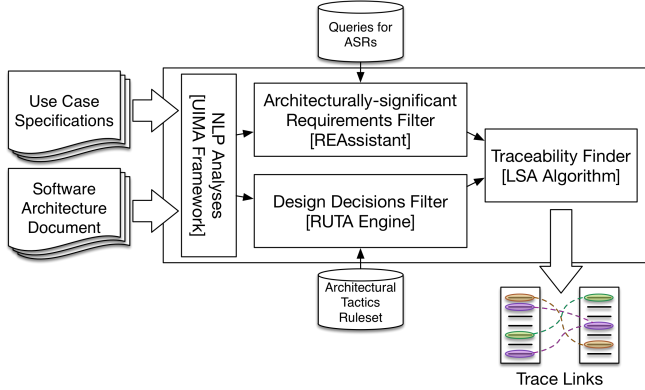 Queries for
ASRs
Use Case
Specifications
Software
Architecture
Document
NLP Analyses
[UIMA Framework]
Architecturally-significant
Requirements Filter
[REAssistant]
Design Decisions Filter
[RUTA Engine]
Traceability Finder
[LSA Algorithm]
Architectural
Tactics
Ruleset
Trace Links